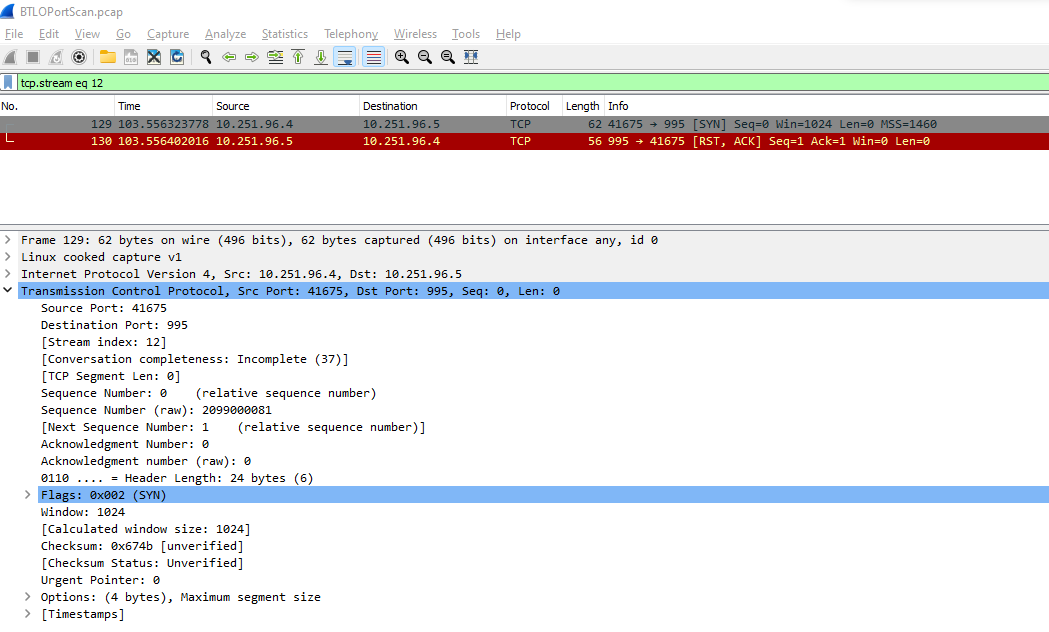 BTLOPortScan.pcap
File Edit View Go Capture Analyze Statistics Telephony Wireless Tools Help
tcp.stream eq 12
No. Time Source Destination Protocol Length Info
129 103.556323778 10.251.96.4 10.251.96.5 TCP 62 41675 → 995 [SYN] Seq=0 Win=1024 Len=0 MSS=1460
130 103.556402016 10.251.96.5 10.251.96.4 TCP 56 995 → 41675 [RST, ACK] Seq=1 Ack=1 Win=0 Len=0
Frame 129: 62 bytes on wire (496 bits), 62 bytes captured (496 bits) on interface any, id 0
Linux cooked capture v1
Internet Protocol Version 4, Src: 10.251.96.4, Dst: 10.251.96.5
Transmission Control Protocol, Src Port: 41675, Dst Port: 995, Seq: 0, Len: 0
Source Port: 41675
Destination Port: 995
[Stream index: 12]
[Conversation completeness: Incomplete (37)]
[TCP Segment Len: 0]
Sequence Number: 0 (relative sequence number)
Sequence Number (raw): 2099000081
[Next Sequence Number: 1 (relative sequence number)]
Acknowledgment Number: 0
Acknowledgment number (raw): 0
0110 .... = Header Length: 24 bytes (6)
Flags: 0x002 (SYN)
Window: 1024
[Calculated window size: 1024]
Checksum: 0x674b [unverified]
[Checksum Status: Unverified]
Urgent Pointer: 0
Options: (4 bytes), Maximum segment size
[Timestamps]